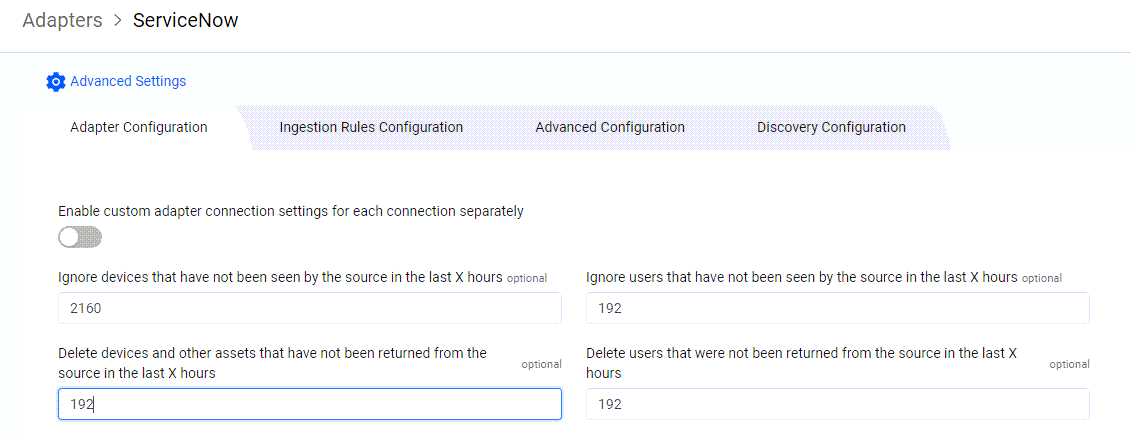 Adapters > ServiceNow
Advanced Settings
Adapter Configuration Ingestion Rules Configuration Advanced Configuration Discovery Configuration
Enable custom adapter connection settings for each connection separately
Ignore devices that have not been seen by the source in the last X hours optional
2160
Ignore users that have not been seen by the source in the last X hours optional
192
Delete devices and other assets that have not been returned from the
source in the last X hours
optional
192
Delete users that were not been returned from the source in the last X
hours
optional
192